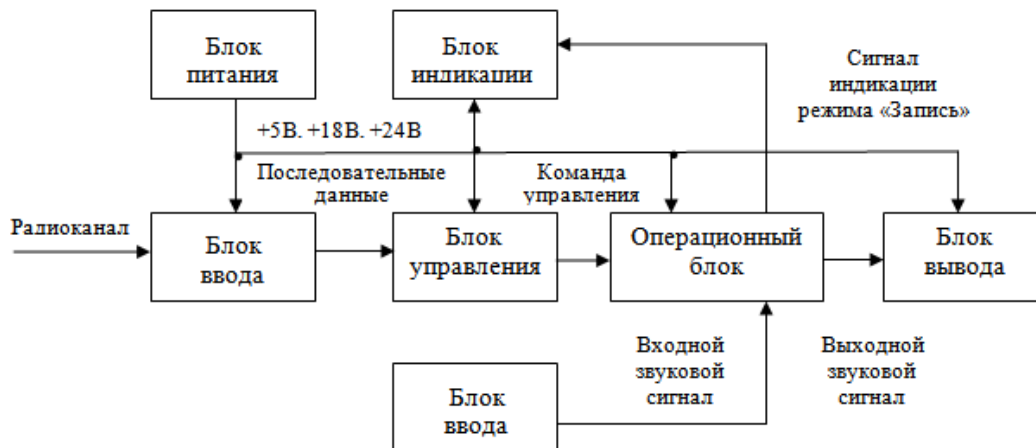 Блок
питания
Блок
индикации
Сигнал
индикации
режима «Запись»
+5В. +18В. +24В
Последовательные
данные
Команда
управления
Радиоканал
Блок
ввода
Блок
управления
Операционный
блок
Блок
вывода
Входной
звуковой
сигнал
Выходной
звуковой
сигнал
Блок
ввода